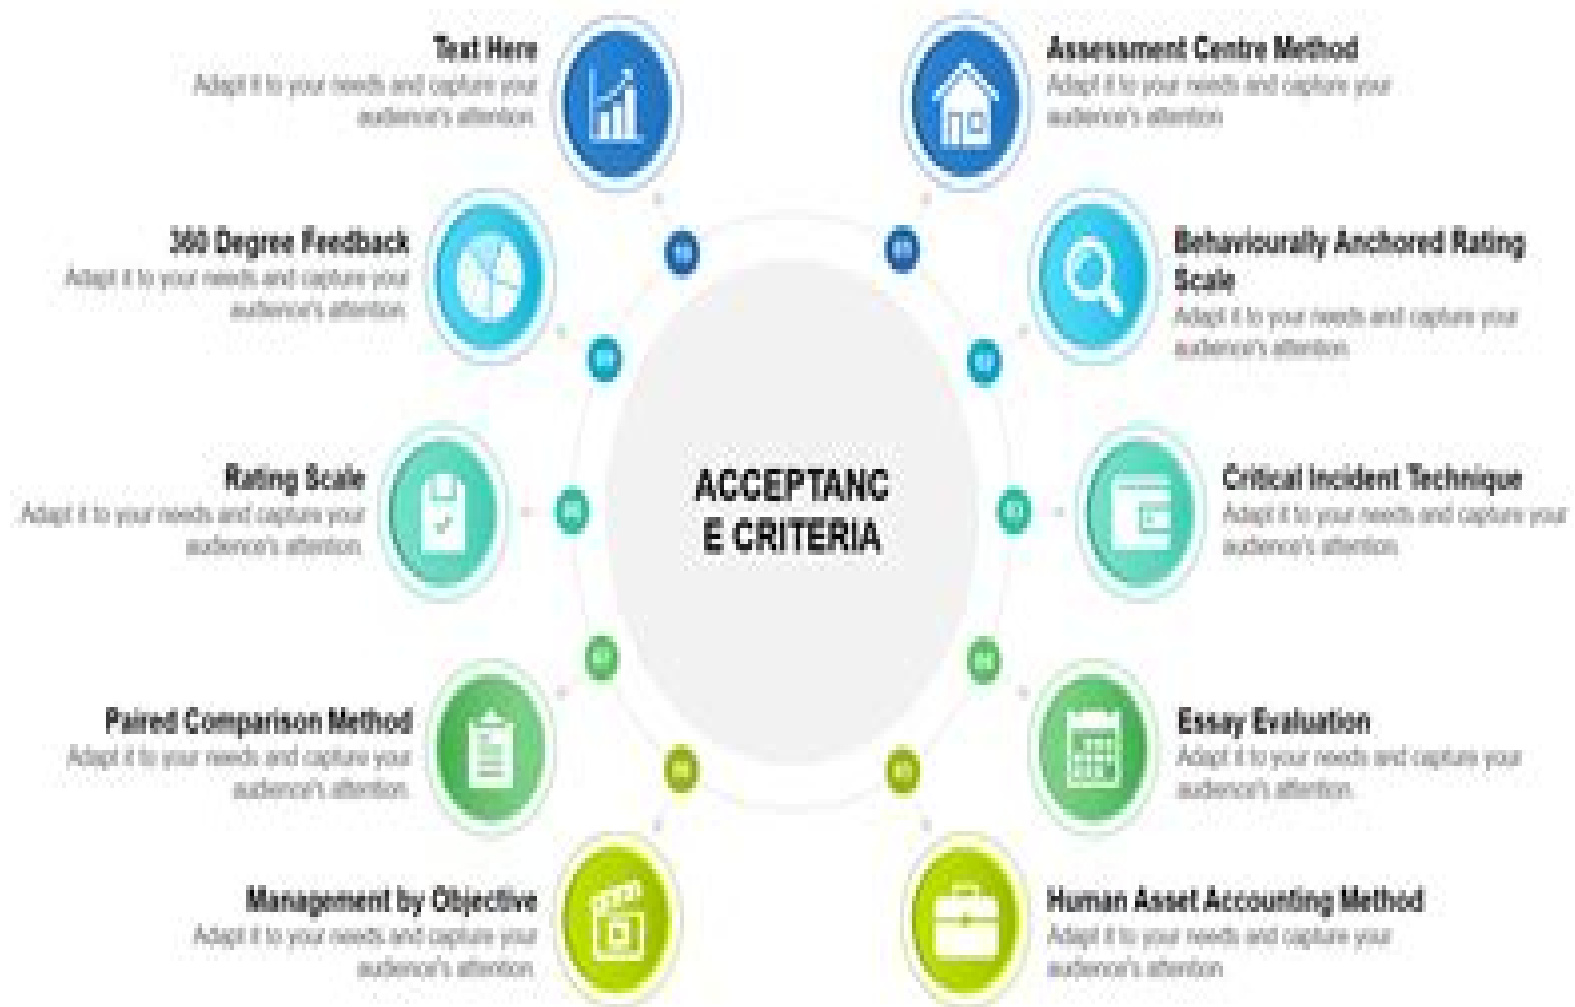 Text Here
Adapt it to your needs and capture your
audience's attention.
360 Degree Feedback
Adapt it to your needs and capture your
audience's attention.
Rating Scale
Adapt it to your needs and capture your
audience's attention.
Paired Comparison Method
Adapt it to your needs and capture your
audience's attention.
Management by Objective
Adapt it to your needs and capture your
audience's attention.
ACCEPTANC
E CRITERIA
Assessment Centre Method
Adapt it to your needs and capture your
audience's attention
Behaviourally Anchored Rating
Scale
Adapt it to your needs and capture your
audience's attention
Critical Incident Technique
Adapt it to your needs and capture your
audience's attention
Essay Evaluation
Adapt it to your needs and capture your
audience's attention
Human Asset Accounting Method
Adapt it to your needs and capture your
audience's attention